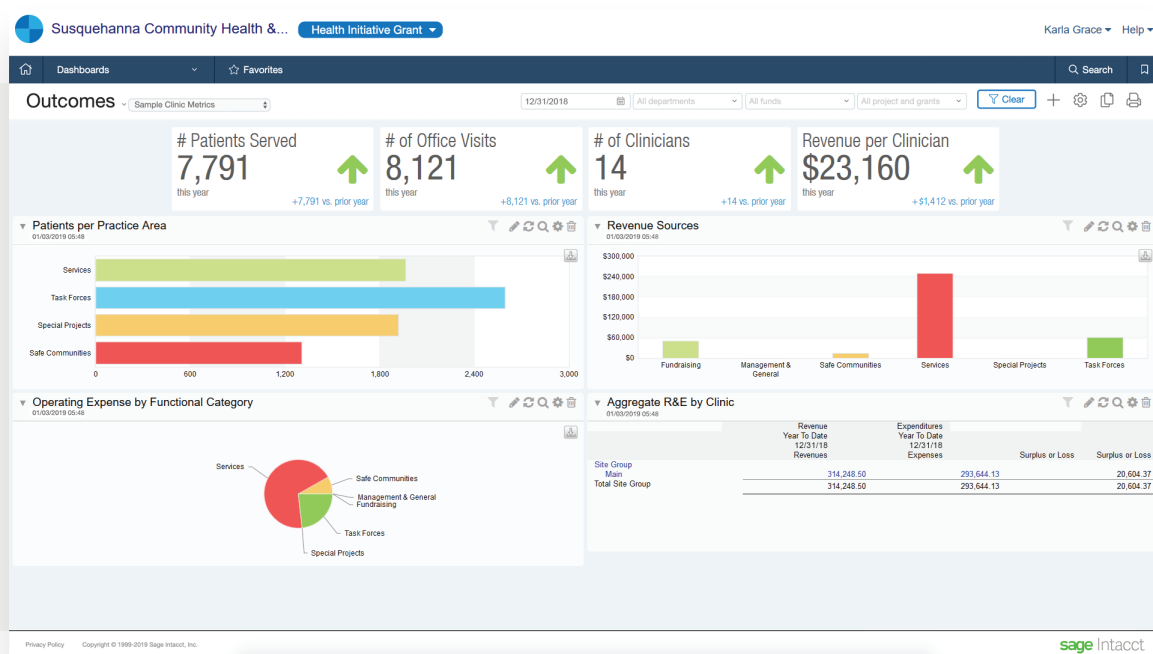 Susquehanna Community Health &...
Health Initiative Grant
Karla Grace
Help
Dashboards
Favorites
Search
Outcomes
Sample Clinic Metrics
12/31/2018
All departments
All funds
All project and grants
Clear
# Patients Served
7,791
this year
+7,791 vs. prior year
# of Office Visits
8,121
this year
+8,121 vs. prior year
# of Clinicians
14
this year
+14 vs. prior year
Revenue per Clinician
$23,160
this year
+$1,412 vs. prior year
Patients per Practice Area
01/03/2019 05:48
Services
Task Forces
Special Projects
Safe Communities
0 600 1,200 1,800 2,400 3,000
Revenue Sources
01/03/2019 05:48
$300,000
$240,000
$180,000
$120,000
$60,000
$0
Fundraising
Management &
General
Safe Communities
Services
Special Projects
Task Forces
Operating Expense by Functional Category
01/03/2019 05:48
Services
Safe Communities
Management & General
Fundraising
Task Forces
Special Projects
Aggregate R&E by Clinic
01/03/2019 05:48
Revenue Expenditures
Year To Date Year To Date
12/31/18 12/31/18
Revenues Expenses Surplus or Loss Surplus or Loss
Site Group
Main 314,248.50 293,644.13 20,604.37
Total Site Group 314,248.50 293,644.13 20,604.37
Privacy Policy Copyright © 1999-2019 Sage Intacct, Inc.
sage Intacct